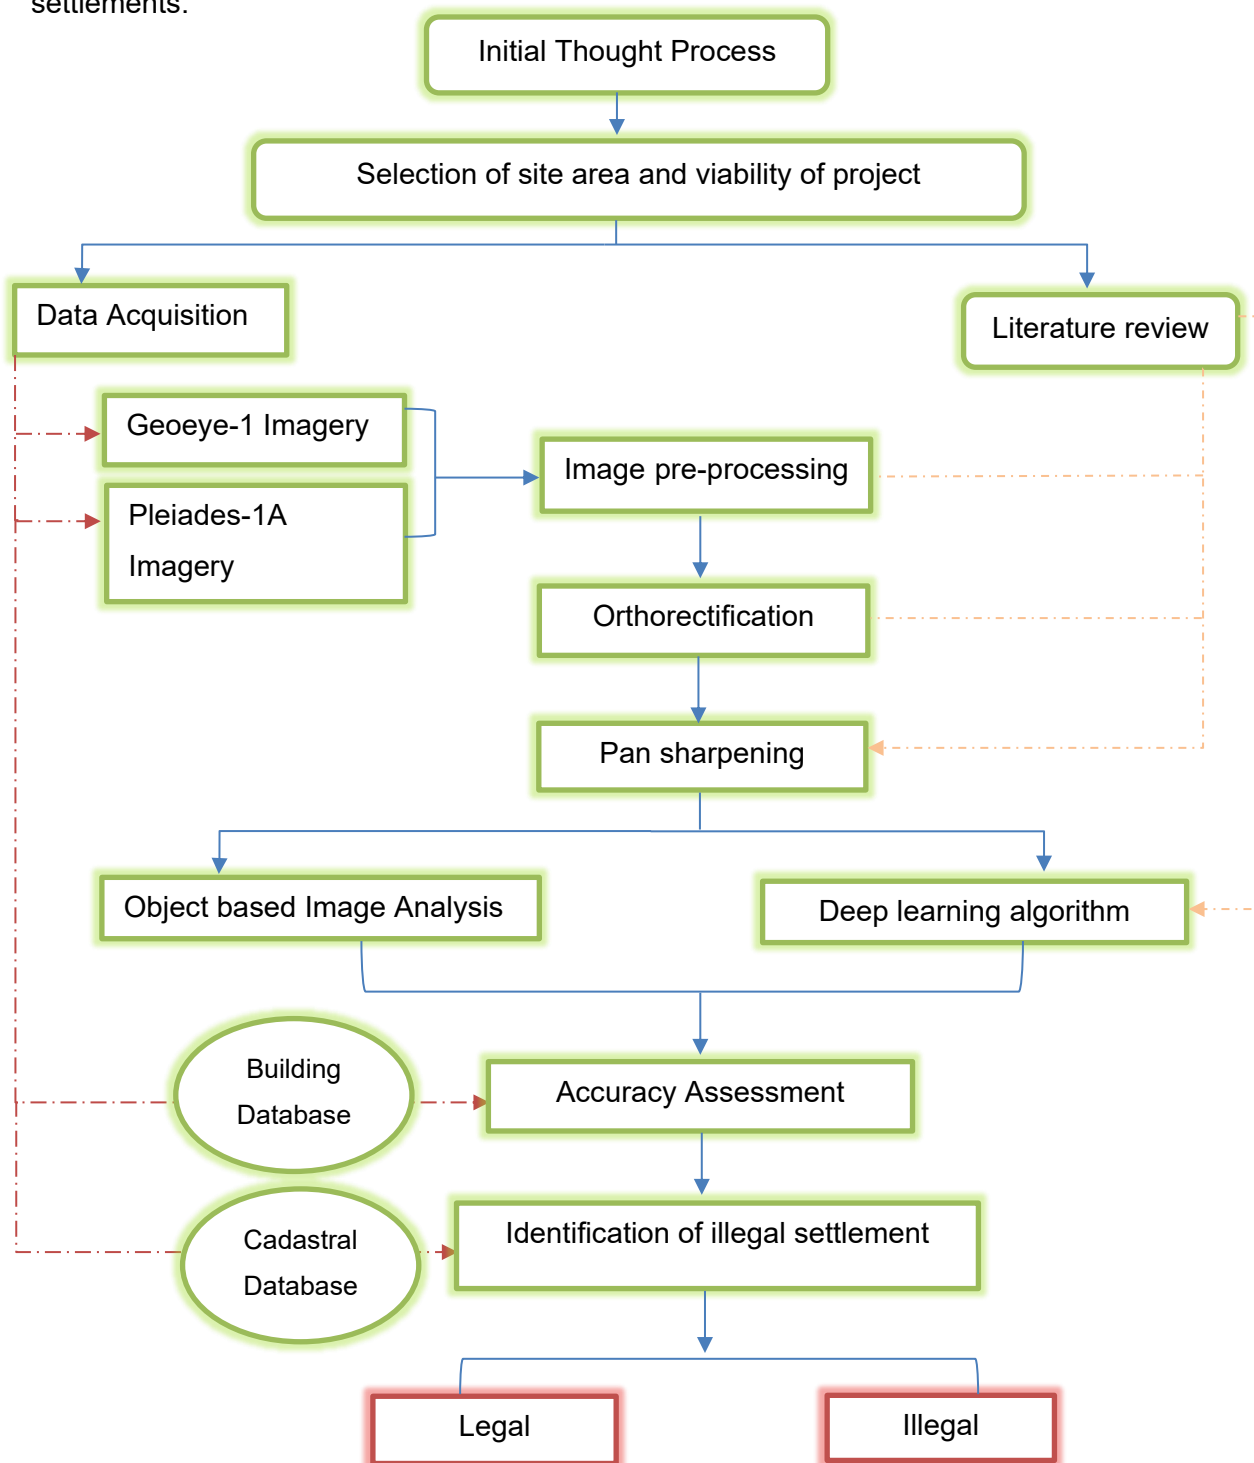 settlements.
Initial Thought Process
Selection of site area and viability of project
Data Acquisition
Literature review
Geoeye-1 Imagery
Image pre-processing
Pleiades-1A
Imagery
Orthorectification
Pan sharpening
Object based Image Analysis
Deep learning algorithm
Building
Database
Accuracy Assessment
Cadastral
Database
Identification of illegal settlement
Legal
Illegal